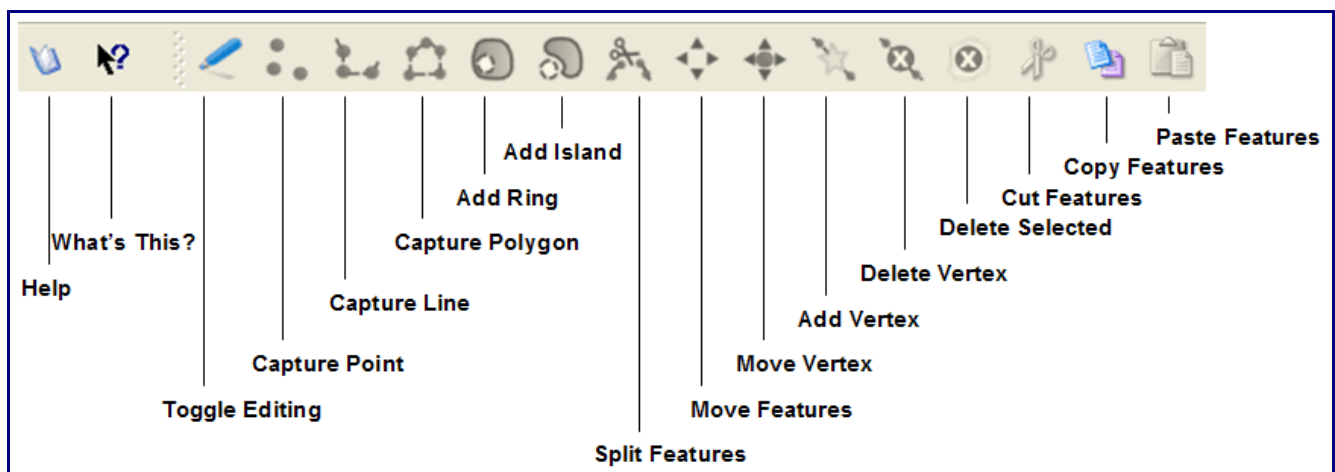 Paste Features
Add Island
Copy Features
Add Ring
Cut Features
Delete Selected
What's This?
Capture Polygon
Delete Vertex
Help
Capture Line
Add Vertex
Capture Point
Move Vertex
Toggle Editing
Move Features
Split Features